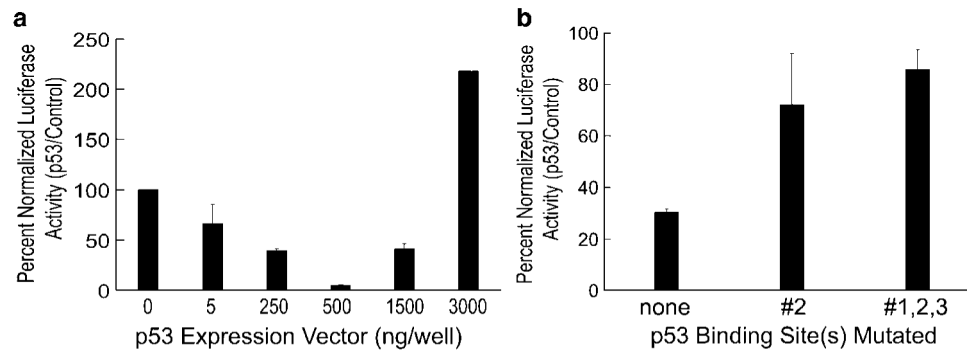 a
Percent Normalized Luciferase
Activity (p53/Control)
250
200
150
100
50
0
0 5 250 500 1500 3000
p53 Expression Vector (ng/well)
b
Percent Normalized Luciferase
Activity (p53/Control)
100
80
60
40
20
0
none #2 #1,2,3
p53 Binding Site(s) Mutated